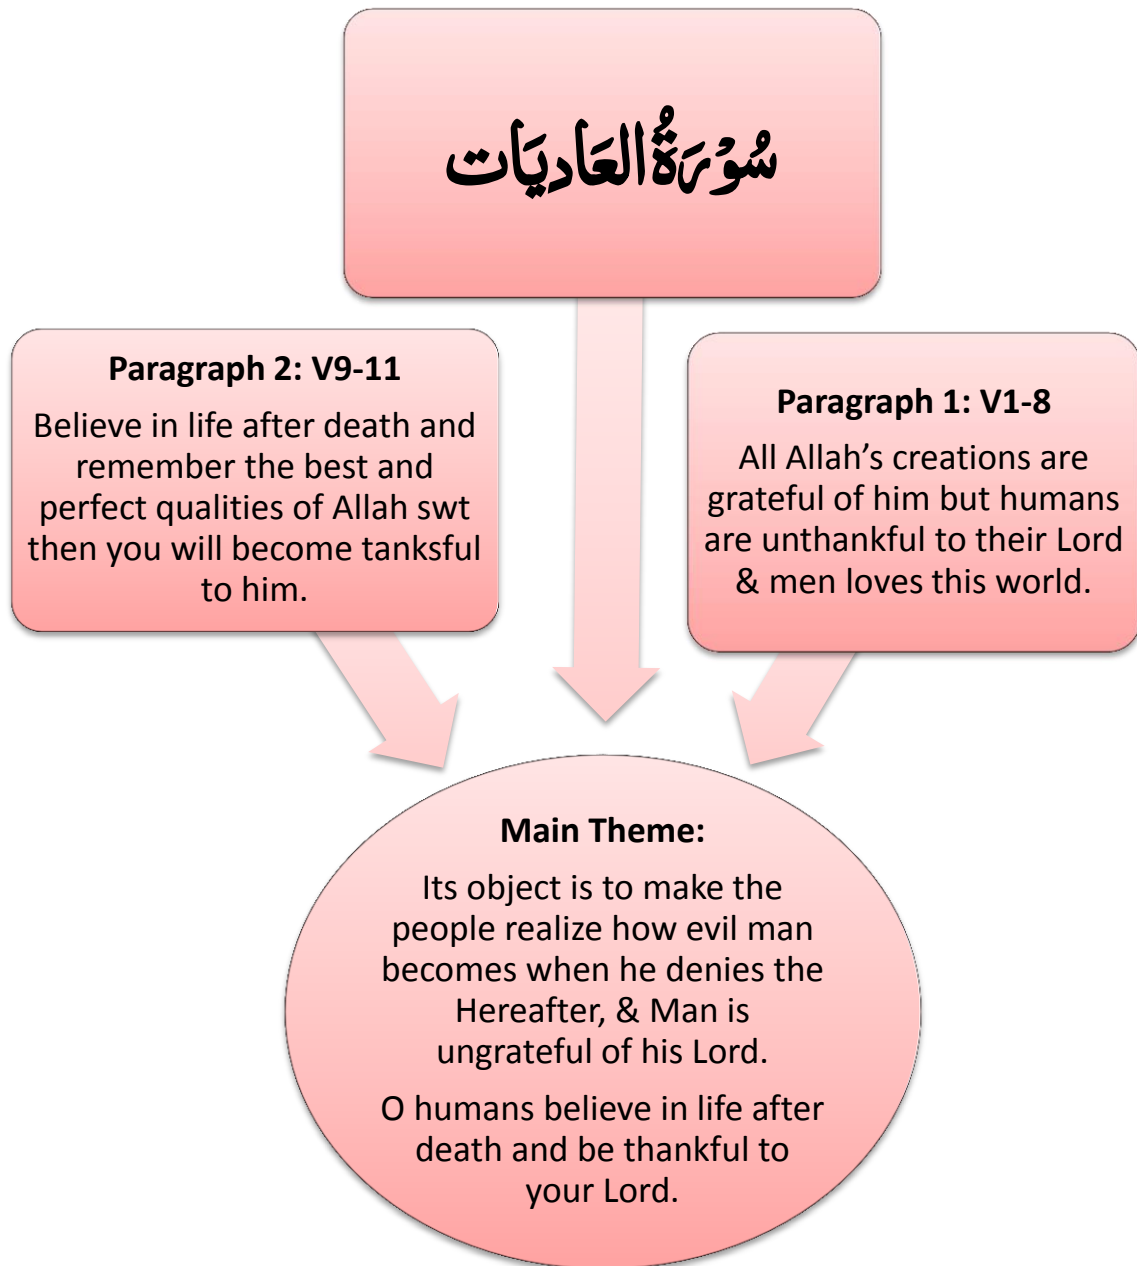 سُوْرَةُ العَادِيَات
Paragraph 2: V9-11
Believe in life after death and
remember the best and
perfect qualities of Allah swt
then you will become tanksful
to him.
Paragraph 1: V1-8
All Allah’s creations are
grateful of him but humans
are unthankful to their Lord
& men loves this world.
Main Theme:
Its object is to make the
people realize how evil man
becomes when he denies the
Hereafter, & Man is
ungrateful of his Lord.
O humans believe in life after
death and be thankful to
your Lord.